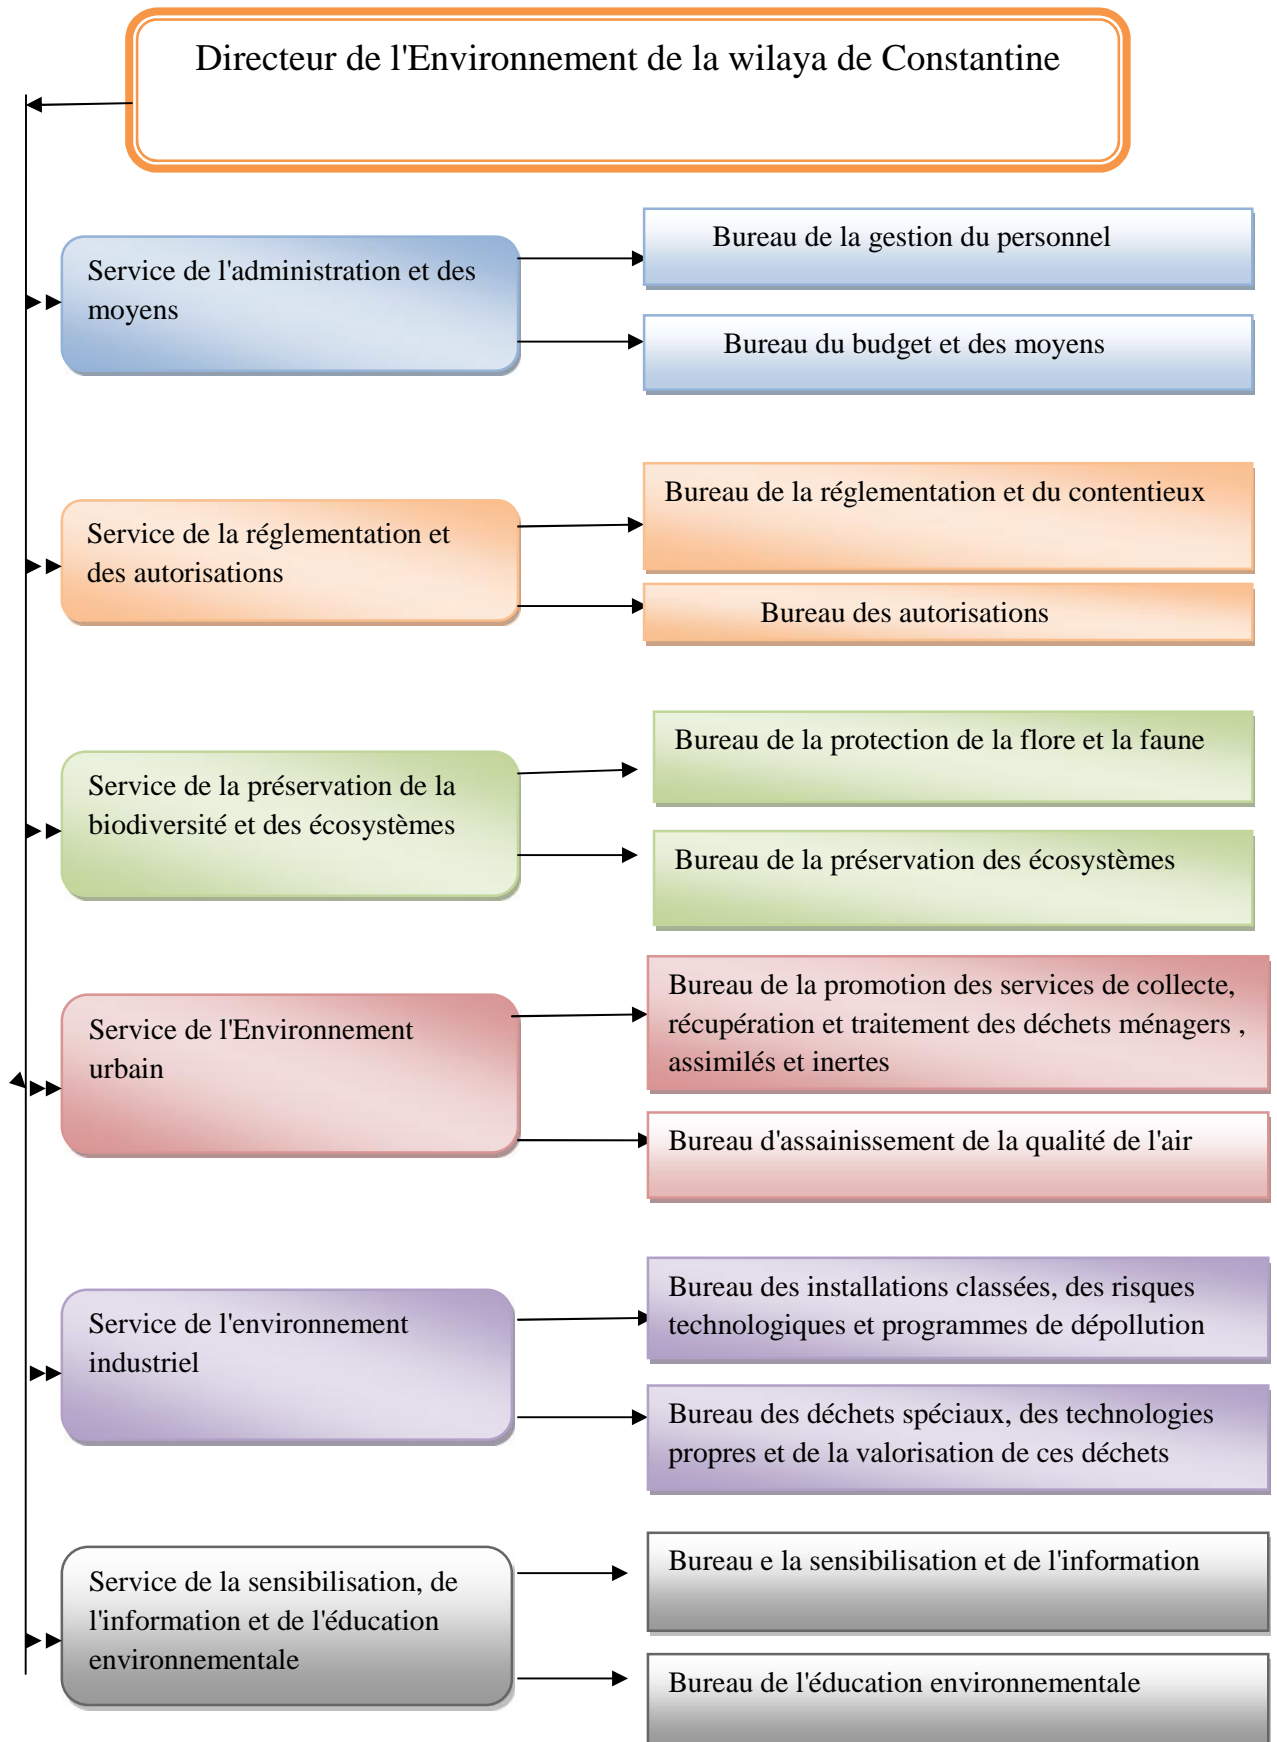 Directeur de l'Environnement de la wilaya de Constantine
Service de l'administration et des
moyens
Bureau de la gestion du personnel
Bureau du budget et des moyens
Service de la réglementation et
des autorisations
Bureau de la réglementation et du contentieux
Bureau des autorisations
Service de la préservation de la
biodiversité et des écosystèmes
Bureau de la protection de la flore et la faune
Bureau de la préservation des écosystèmes
Service de l'Environnement
urbain
Bureau de la promotion des services de collecte,
récupération et traitement des déchets ménagers ,
assimilés et inertes
Bureau d'assainissement de la qualité de l'air
Service de l'environnement
industriel
Bureau des installations classées, des risques
technologiques et programmes de dépollution
Bureau des déchets spéciaux, des technologies
propres et de la valorisation de ces déchets
Service de la sensibilisation, de
l'information et de l'éducation
environnementale
Bureau e la sensibilisation et de l'information
Bureau de l'éducation environnementale